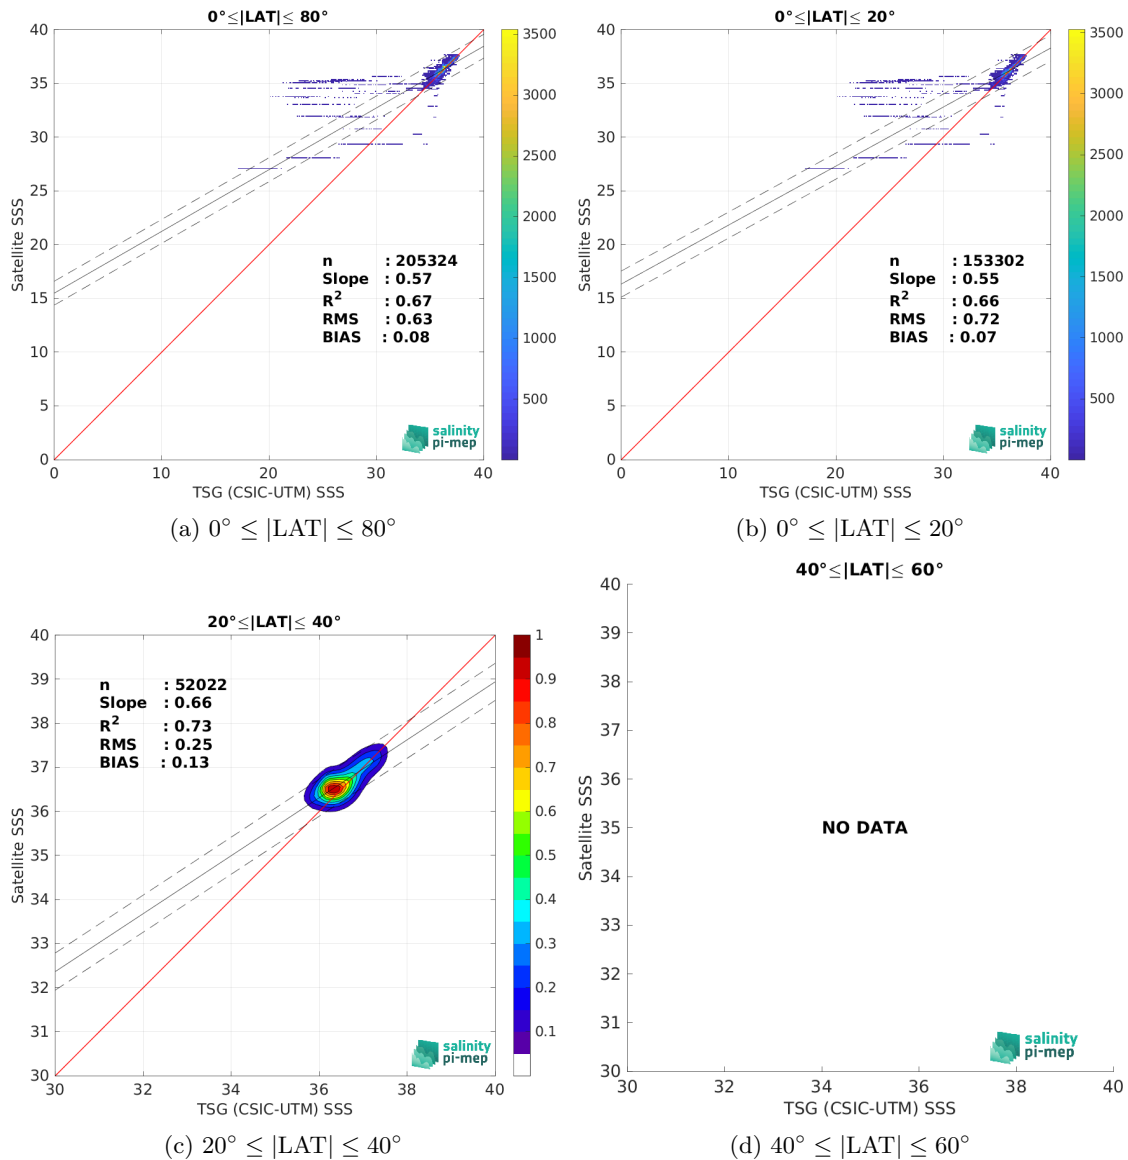 0°≤|LAT|≤ 80°
40
35
30
25
20
15
10
5
0
0
20
30
40
Satellite SSS
TSG (CSIC-UTM) SSS
n : 205324
Slope : 0.57
R² : 0.67
RMS : 0.63
BIAS : 0.08
salinity
pi-mep
3500
3000
2500
2000
1500
1000
500
(a) 0° ≤ |LAT| ≤ 80°
0°≤|LAT|≤ 20°
40
35
30
25
20
15
10
5
0
0
10
20
30
40
Satellite SSS
TSG (CSIC-UTM) SSS
n : 153302
Slope : 0.55
R² : 0.66
RMS : 0.72
BIAS : 0.07
salinity
pi-mep
3500
3000
2500
2000
1500
1000
500
(b) 0° ≤ |LAT| ≤ 20°
20°≤|LAT|≤ 40°
40
39
38
37
36
35
34
33
32
31
30
30
32
34
36
38
40
Satellite SSS
TSG (CSIC-UTM) SSS
n : 52022
Slope : 0.66
R² : 0.73
RMS : 0.25
BIAS : 0.13
salinity
pi-mep
1
0.9
0.8
0.7
0.6
0.5
0.4
0.3
0.2
0.1
(c) 20° ≤ |LAT| ≤ 40°
40°≤|LAT|≤ 60°
40
39
38
37
36
35
34
33
32
31
30
30
32
34
36
38
40
Satellite SSS
TSG (CSIC-UTM) SSS
NO DATA
salinity
pi-mep
(d) 40° ≤ |LAT| ≤ 60°